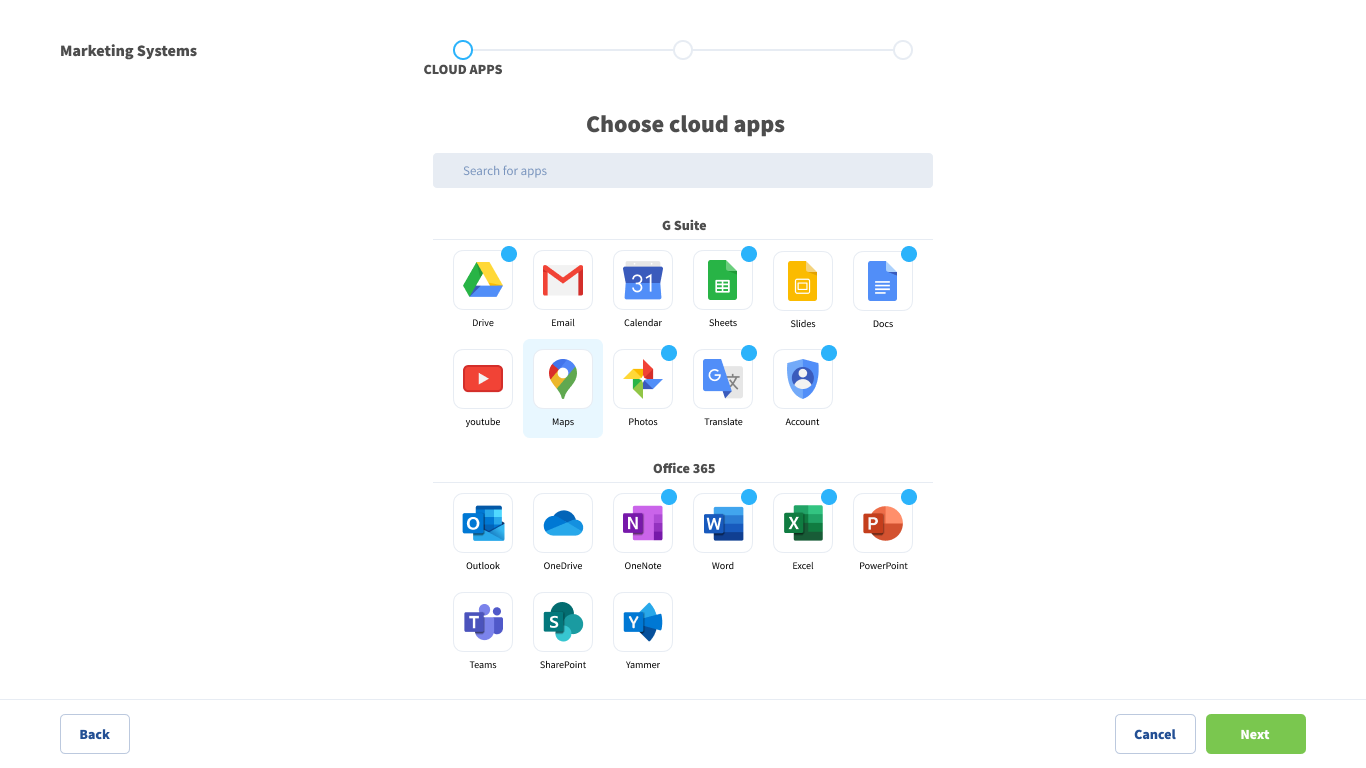 Marketing Systems
CLOUD APPS
Choose cloud apps
Search for apps
G Suite
31
Drive
Email
Calendar
Sheets
Slides
Docs
G 文
youtube
Maps
Photos
Translate
Account
Office 365
O
N
W
X
P
Outlook
OneDrive
OneNote
Word
Excel
PowerPoint
T
S
Y
Teams
SharePoint
Yammer
Back
Cancel
Next